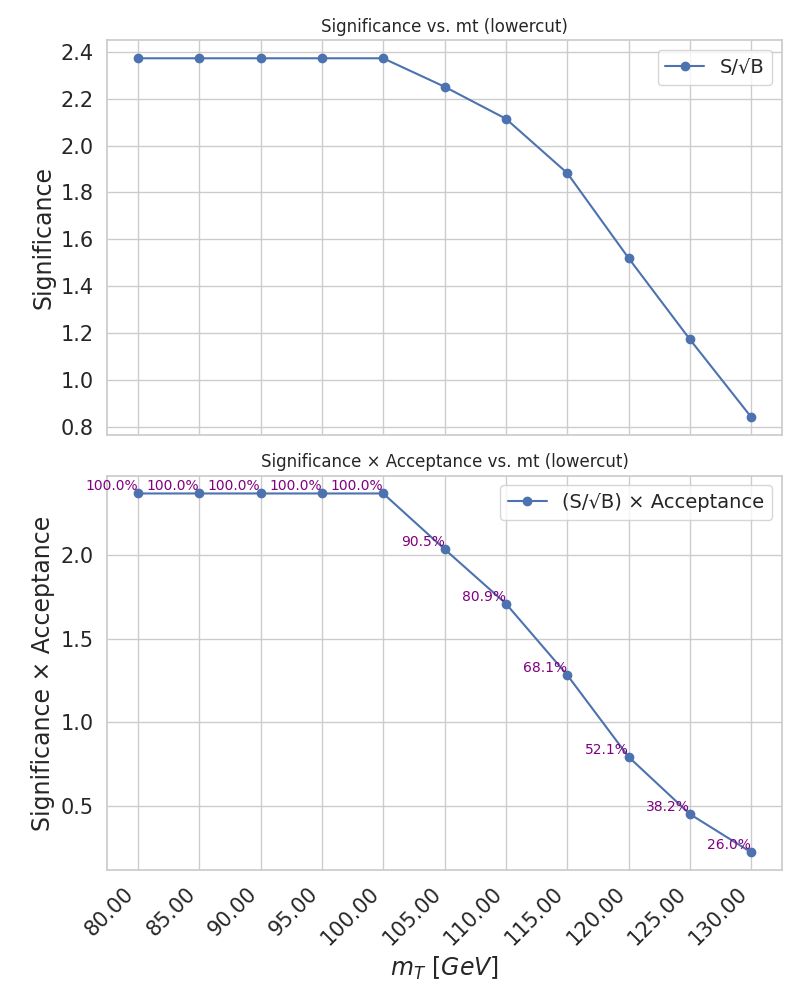 Significance vs. mt (lowercut)
2.4
2.2
2.0
1.8
1.6
1.4
1.2
1.0
0.8
Significance
S/√B
Significance × Acceptance vs. mt (lowercut)
2.0
1.5
1.0
0.5
Significance × Acceptance
(S/√B) × Acceptance
100.0% 100.0% 100.0% 100.0% 100.0%
90.5%
80.9%
68.1%
52.1%
38.2%
26.0%
80.00 85.00 90.00 95.00 100.00 105.00 110.00 115.00 120.00 125.00 130.00
m_T [GeV]